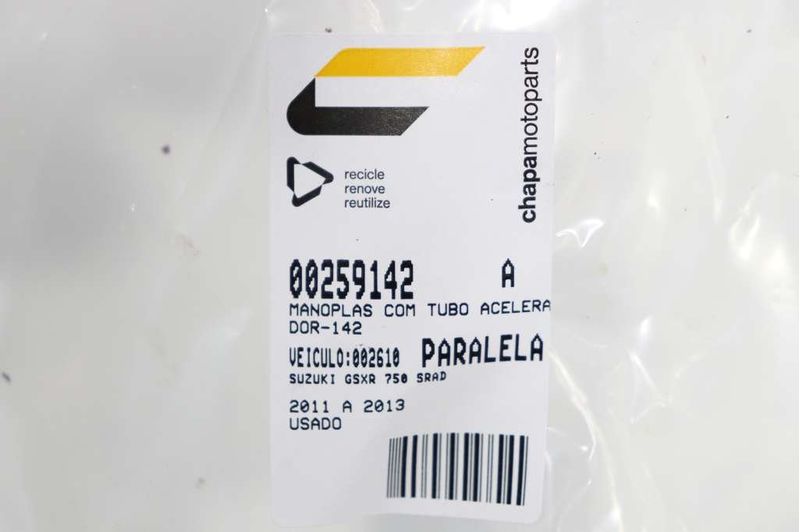 chapamotoparts
recicle
renove
reutilize
00259142 A
MANOPLAS COM TUBO ACELERA
DOR-142
VEICULO:002610 PARALELA
SUZUKI GSXR 750 SRAD
2011 A 2013
USADO